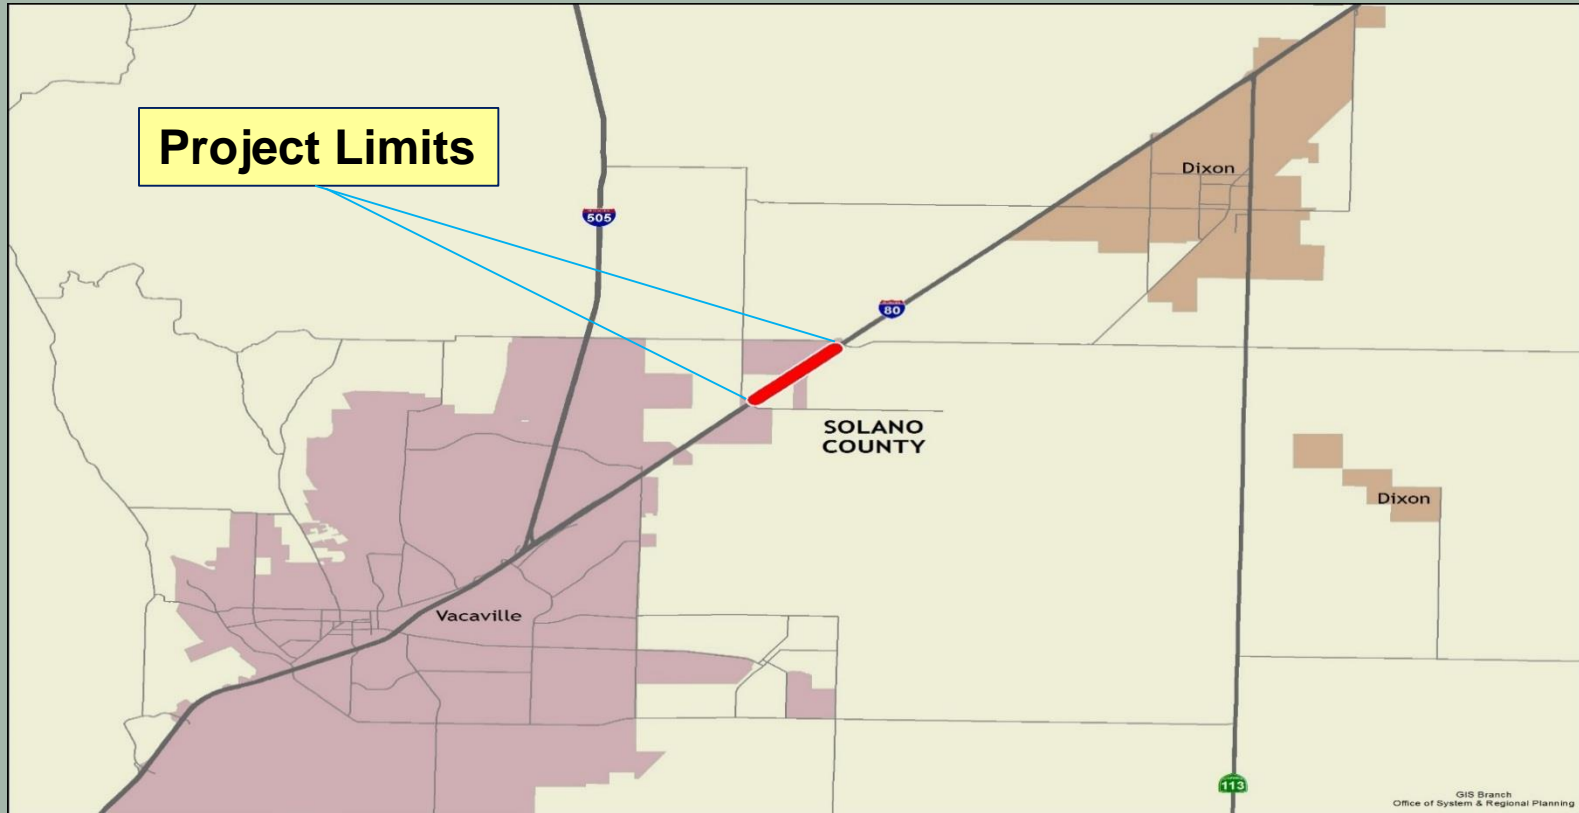 Project Limits
Dixon
505
80
SOLANO
COUNTY
Dixon
Vacaville
113
GIS Branch
Office of System & Regional Planning